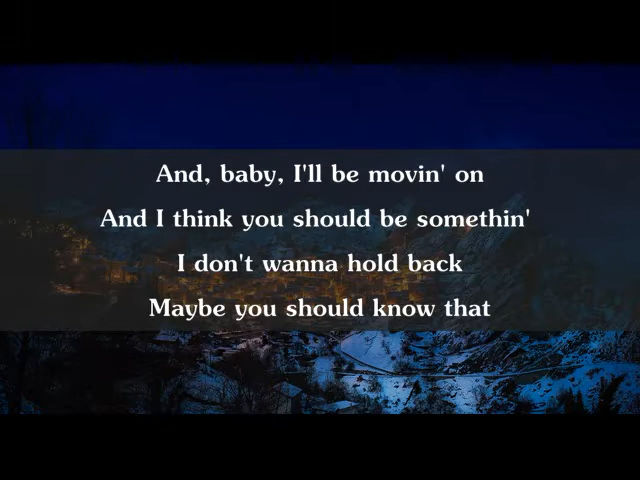 And, baby, I'll be movin' on
And I think you should be somethin'
I don't wanna hold back
Maybe you should know that